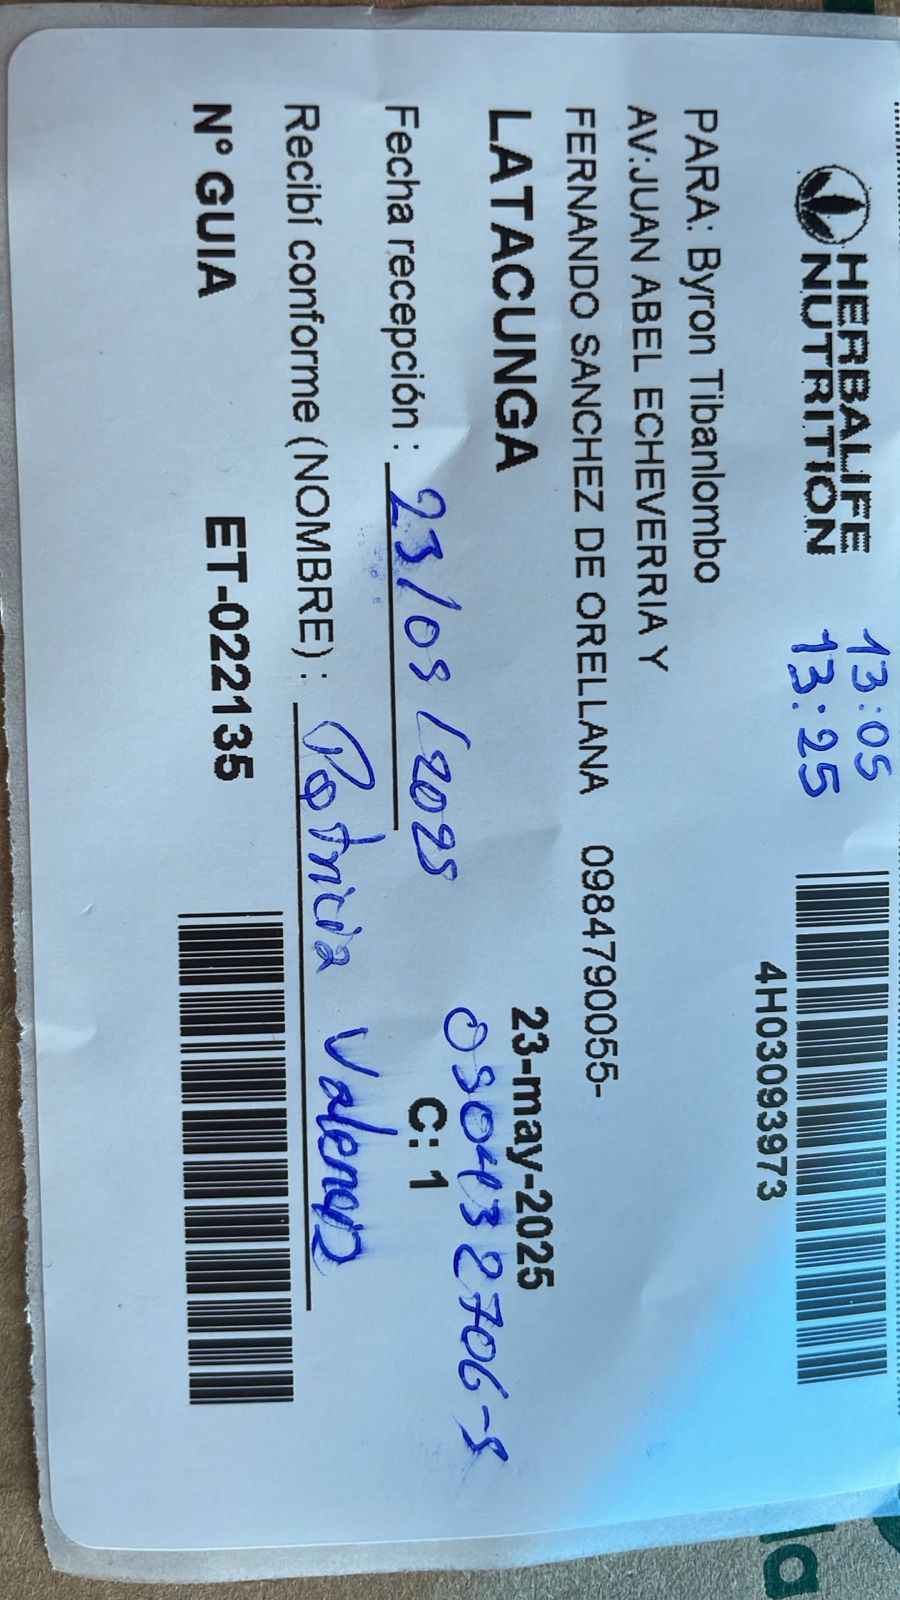 HERBALIFE
NUTRITION
13:05
13:25
4H03093973
PARA: Byron Tibanlombo
AV:JUAN ABEL ECHEVERRIA Y
FERNANDO SANCHEZ DE ORELLANA 0984790055-
LATACUNGA 23-may-2025
0504132706-5
Fecha recepción : 23/05/2025 C: 1
Recibí conforme (NOMBRE) : Patricia Valencia
N° GUIA ET-022135
la